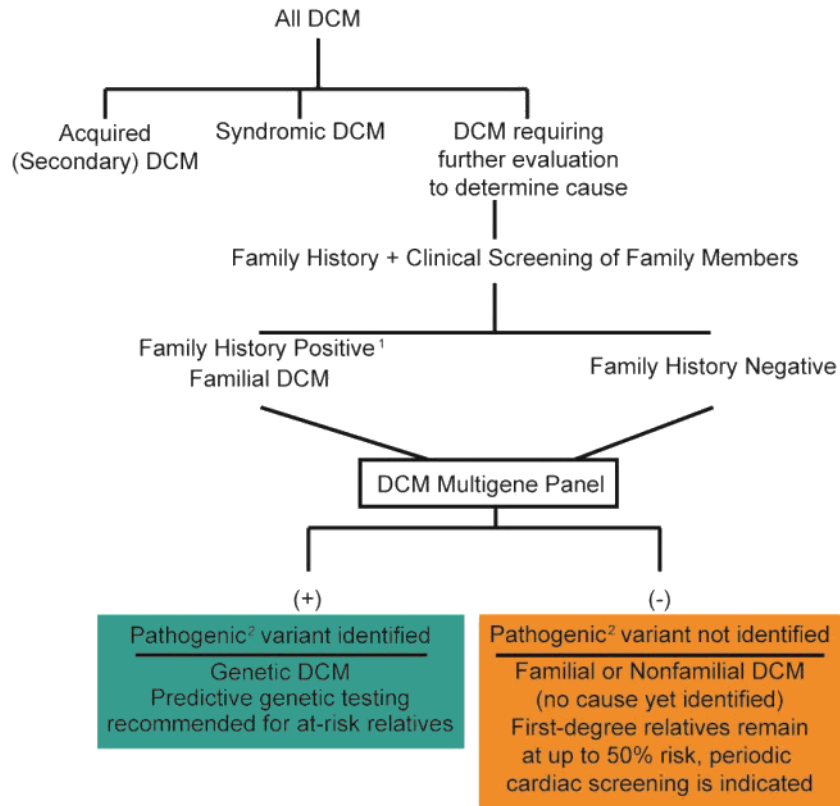 All DCM
Acquired
(Secondary) DCM
Syndromic DCM
DCM requiring
further evaluation
to determine cause
Family History + Clinical Screening of Family Members
Family History Positive¹
Familial DCM
Family History Negative
DCM Multigene Panel
(+)
Pathogenic² variant identified
Genetic DCM
Predictive genetic testing
recommended for at-risk relatives
(-)
Pathogenic² variant not identified
Familial or Nonfamilial DCM
(no cause yet identified)
First-degree relatives remain
at up to 50% risk, periodic
cardiac screening is indicated